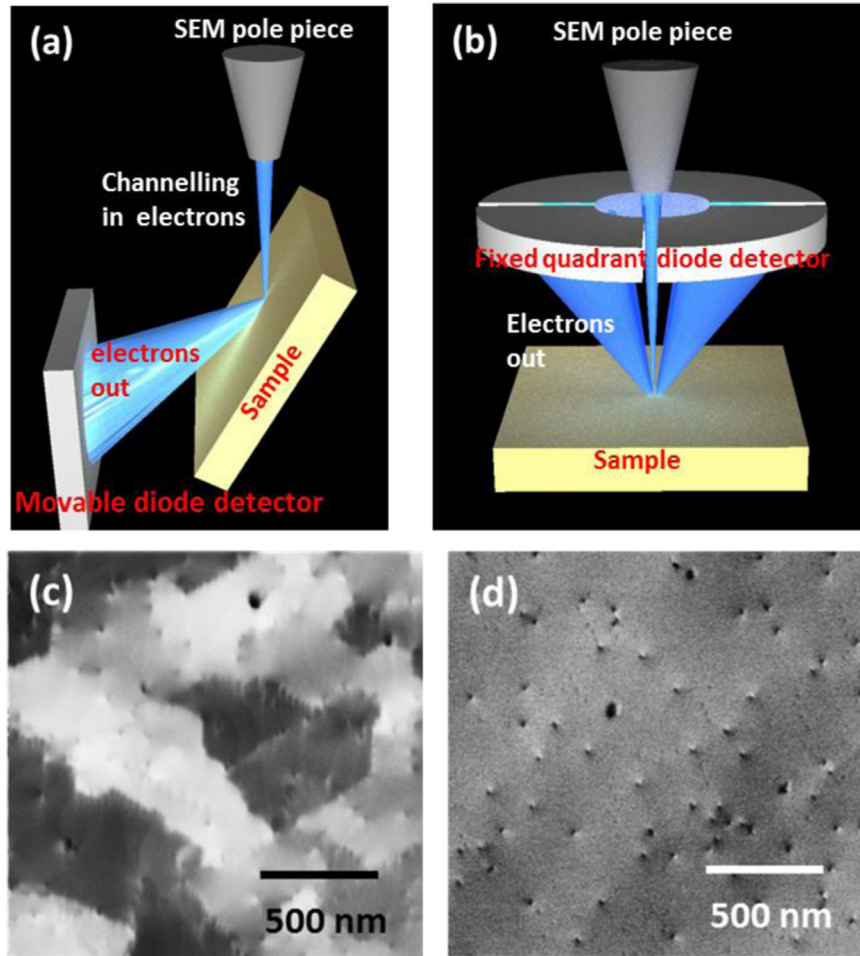 (a)
SEM pole piece
Channelling
in electrons
electrons
out
Sample
Movable diode detector
(b)
SEM pole piece
Fixed quadrant diode detector
Electrons
out
Sample
(c)
500 nm
(d)
500 nm